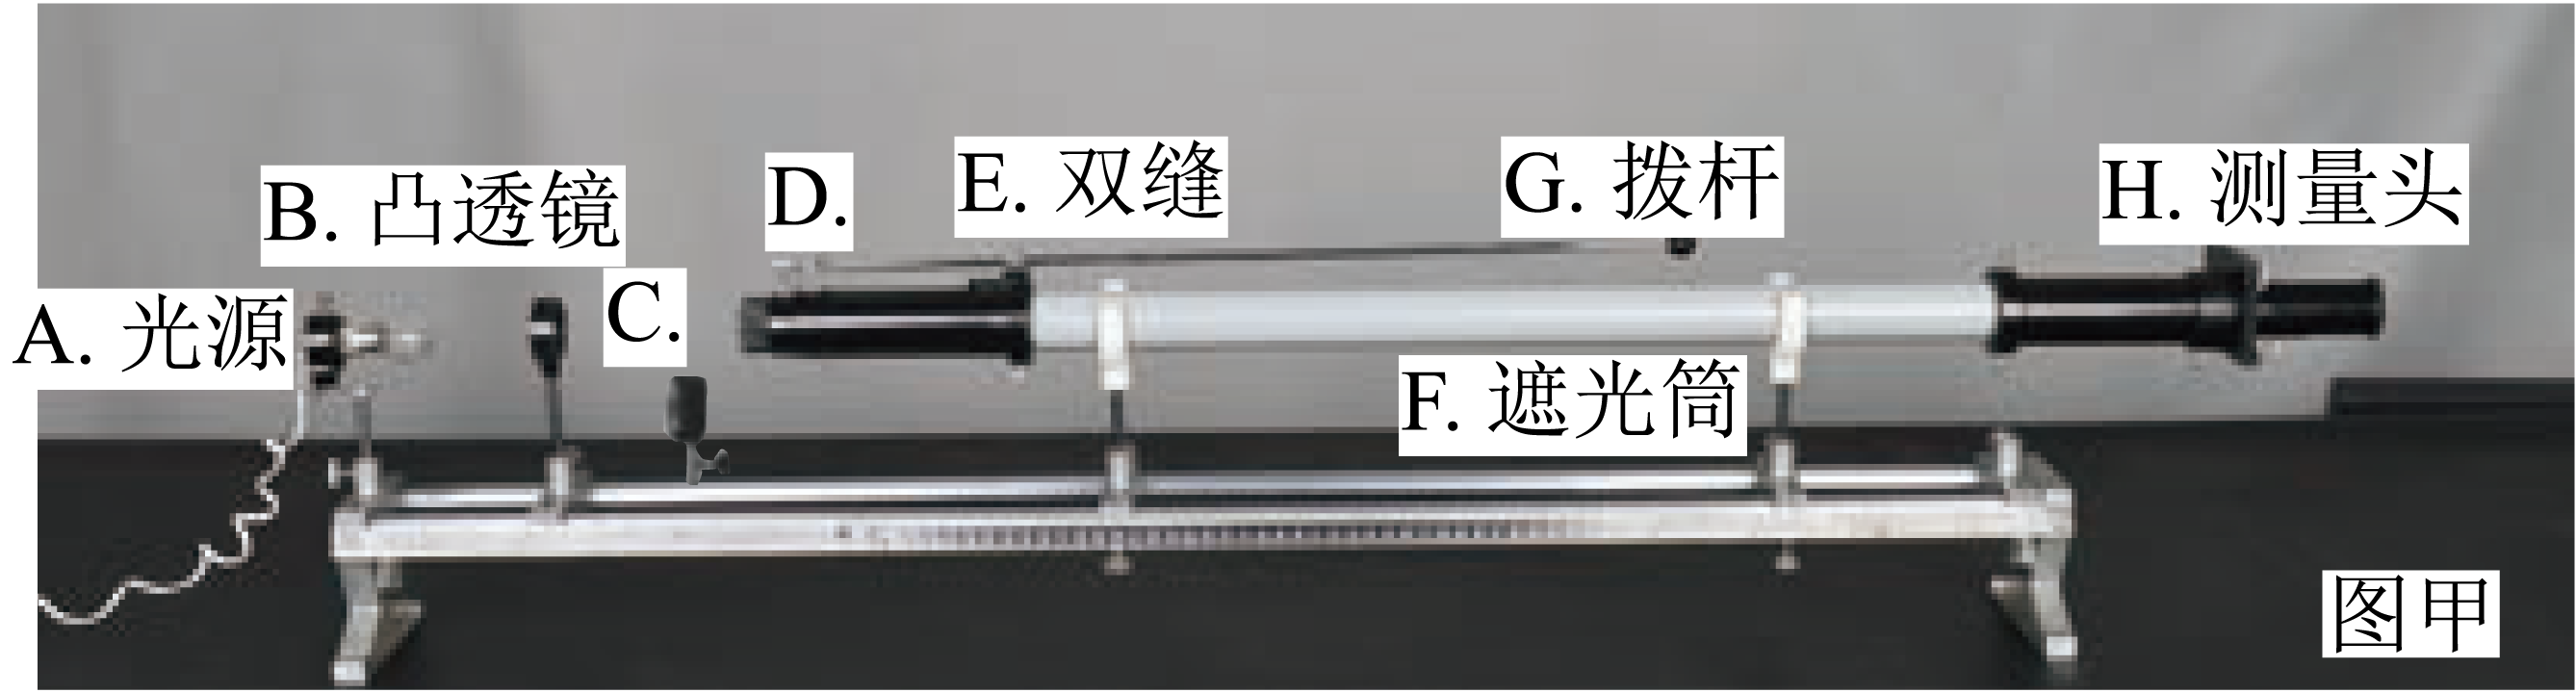 A. 光源
B. 凸透镜
C.
D.
E. 双缝
F. 遮光筒
G. 拨杆
H. 测量头
图甲